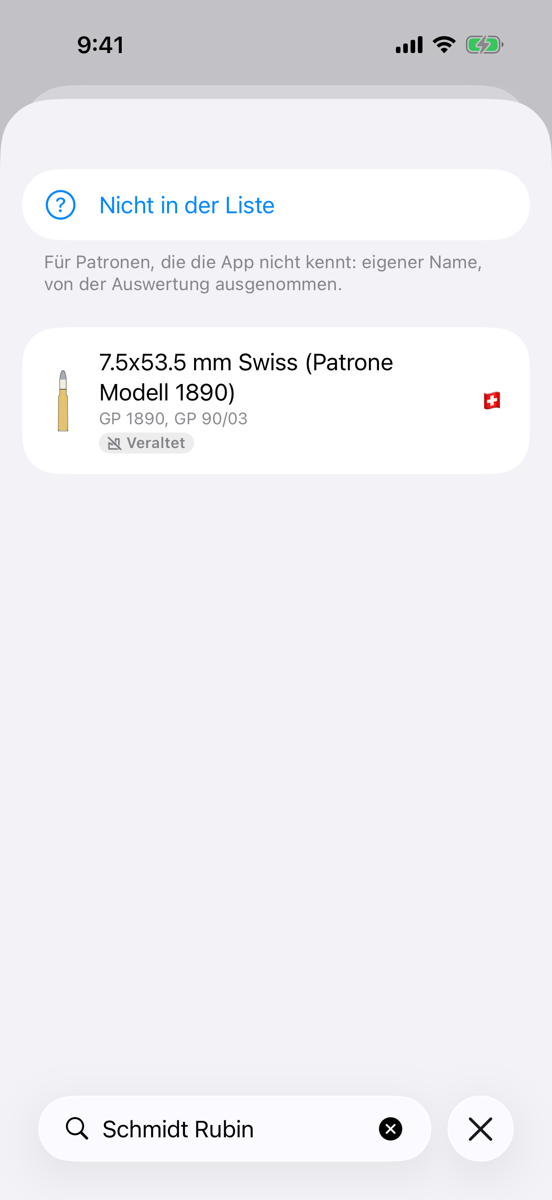 9:41
Nicht in der Liste
Für Patronen, die die App nicht kennt: eigener Name,
von der Auswertung ausgenommen.
7.5x53.5 mm Swiss (Patrone
Modell 1890)
GP 1890, GP 90/03
Veraltet
Schmidt Rubin